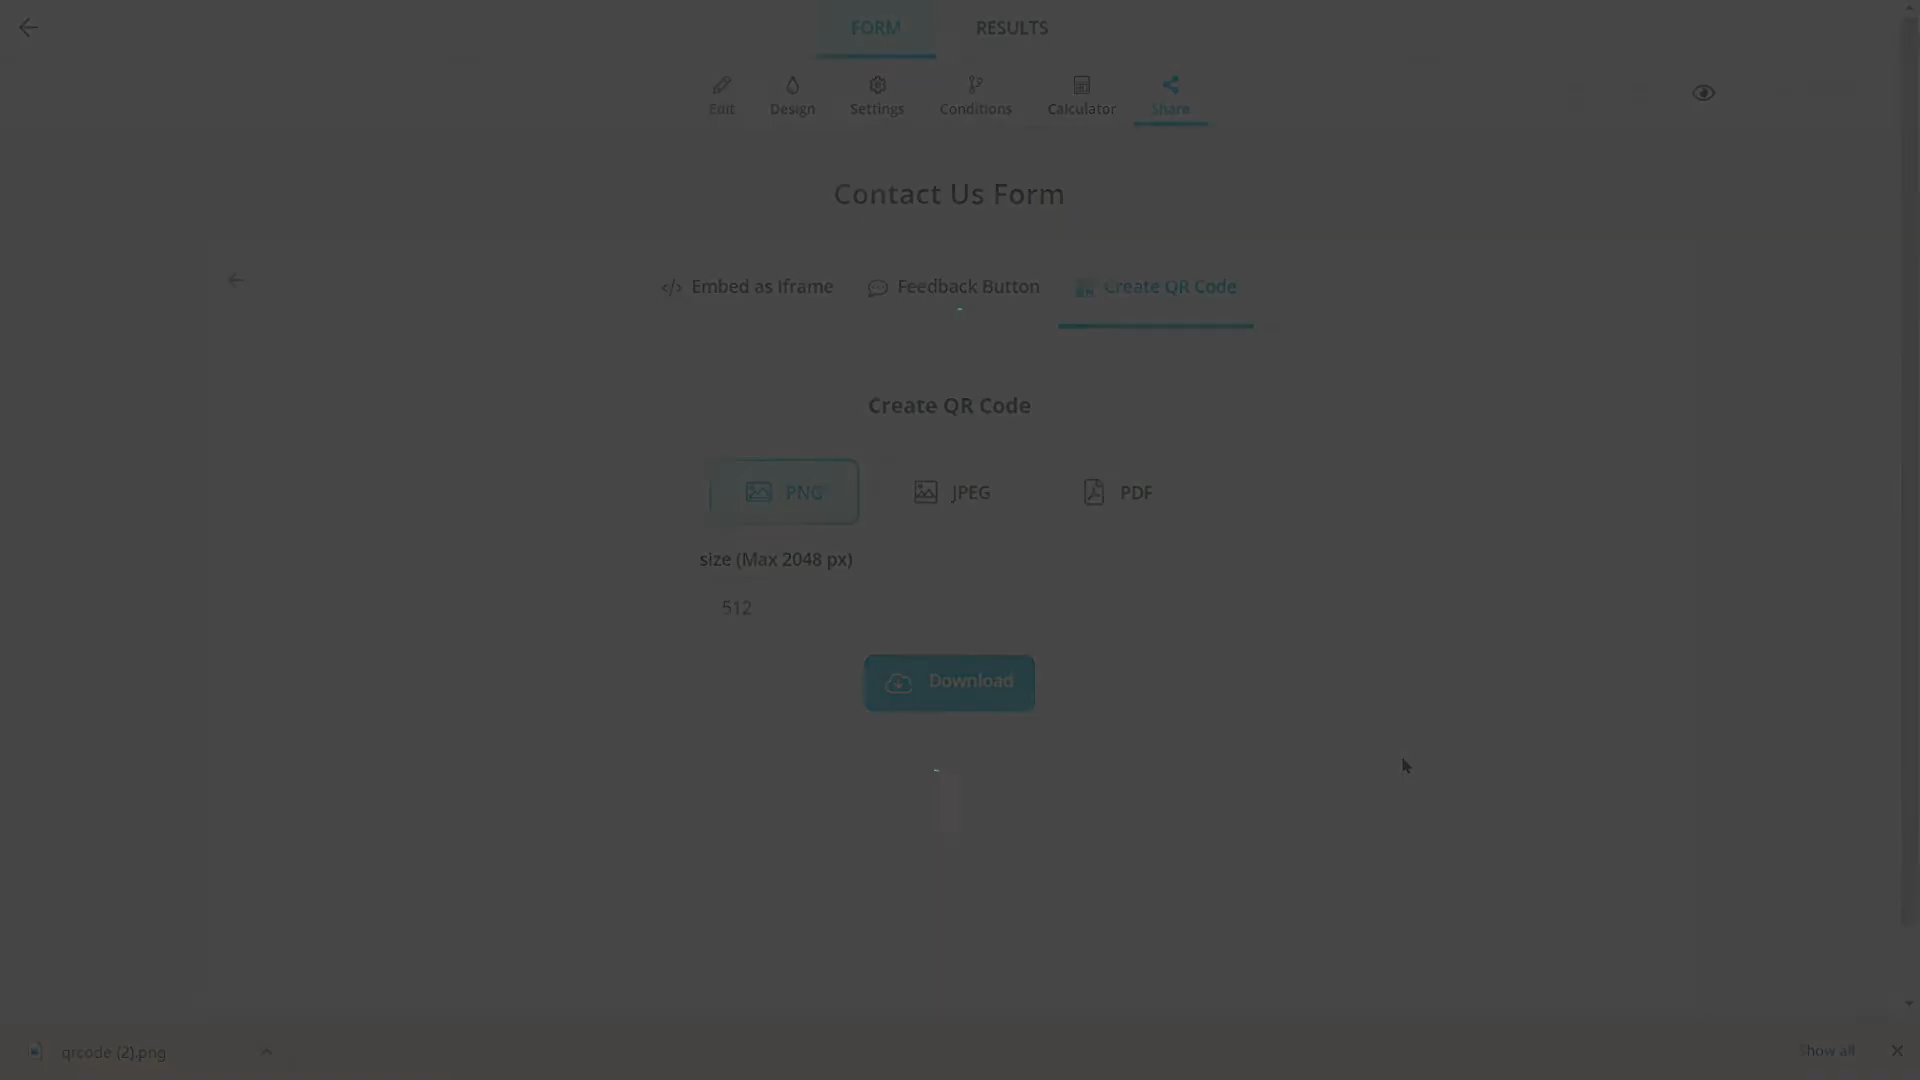 FORM RESULTS
Edit Design Settings Conditions Calculator Share
Contact Us Form
</> Embed as Iframe Feedback Button Create QR Code
Create QR Code
PNG JPEG PDF
size (Max 2048 px)
512
Download
qrcode (2).png Show all